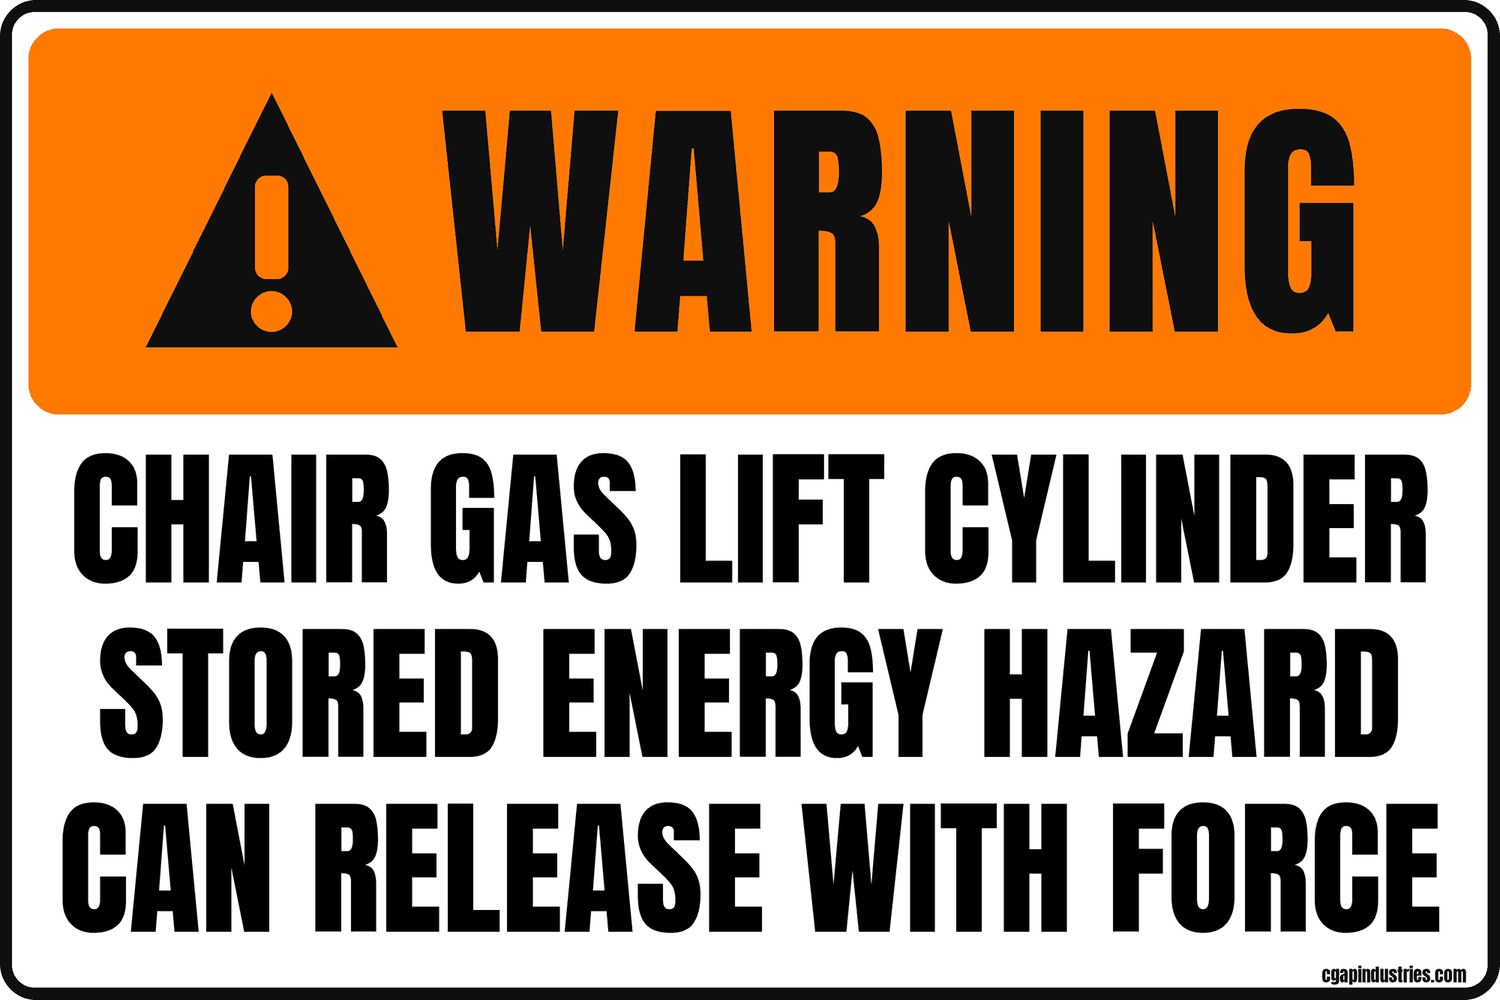 WARNING
CHAIR GAS LIFT CYLINDER
STORED ENERGY HAZARD
CAN RELEASE WITH FORCE
cgapindustries.com